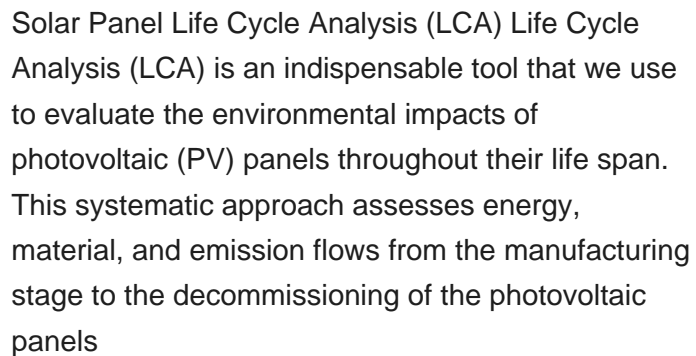 Solar Panel Life Cycle Analysis (LCA) Life Cycle
Analysis (LCA) is an indispensable tool that we use
to evaluate the environmental impacts of
photovoltaic (PV) panels throughout their life span.
This systematic approach assesses energy,
material, and emission flows from the manufacturing
stage to the decommissioning of the photovoltaic
panels